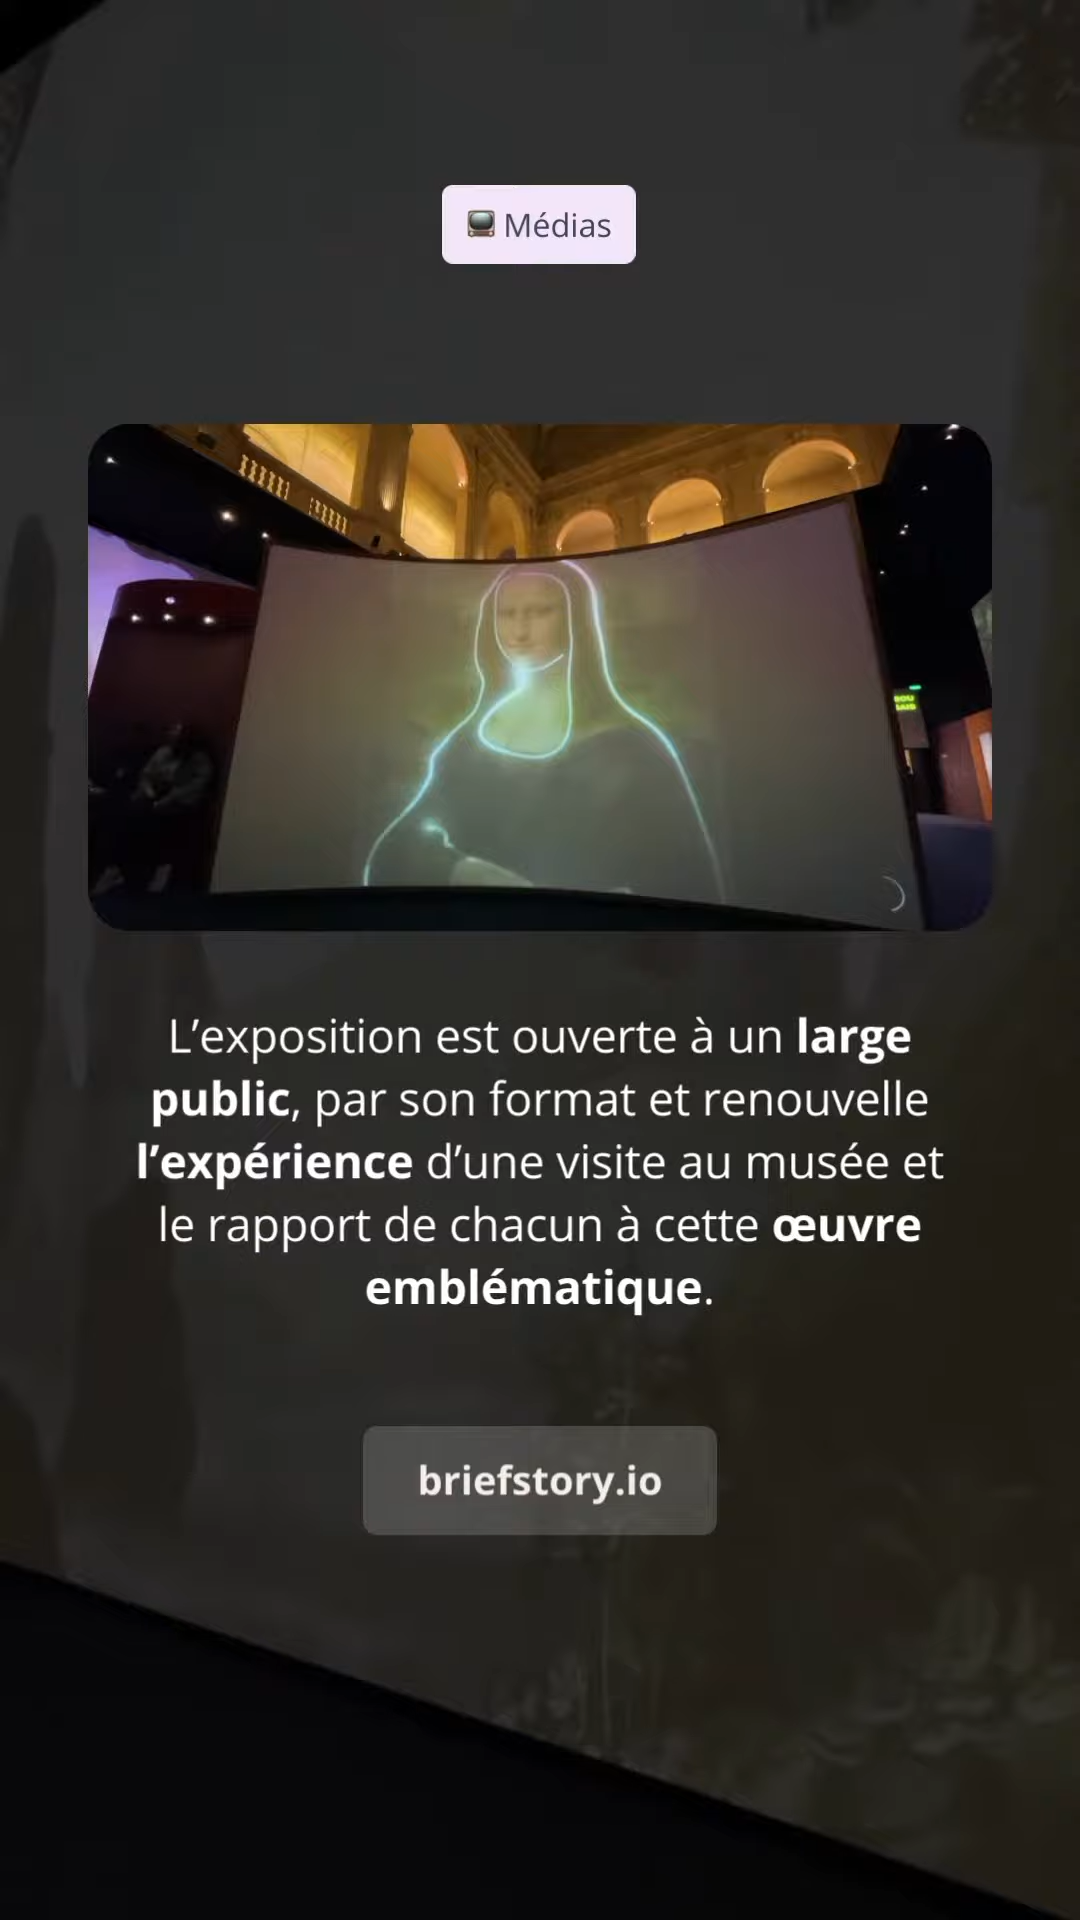 Médias
L’exposition est ouverte à un large
public, par son format et renouvelle
l’expérience d’une visite au musée et
le rapport de chacun à cette œuvre
emblématique.
briefstory.io